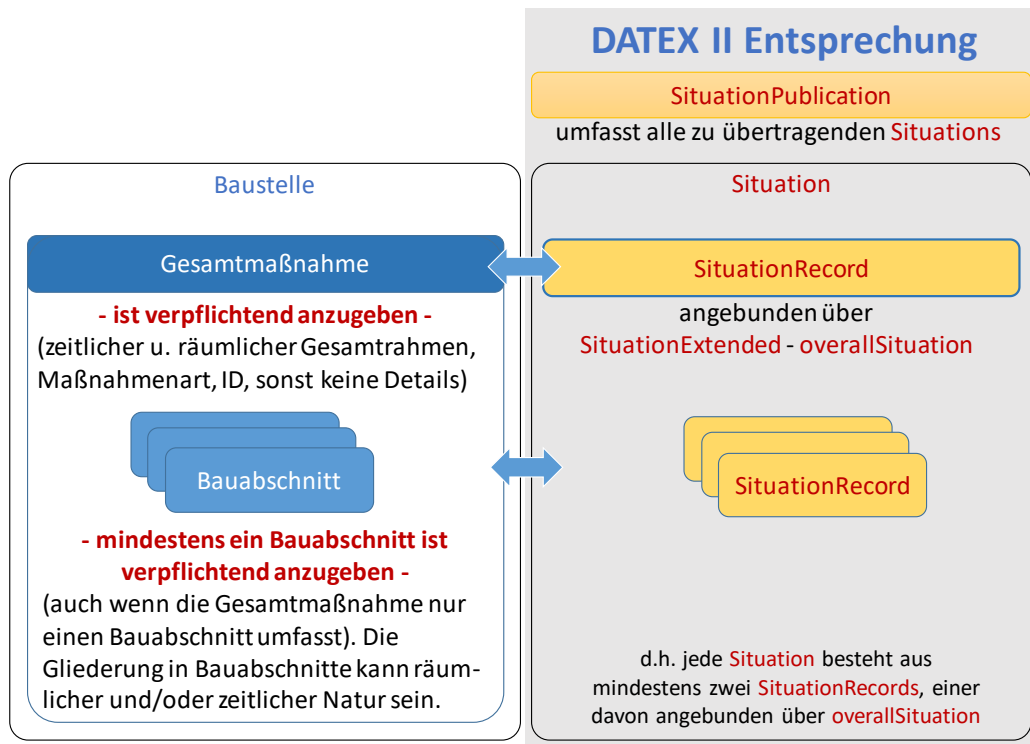 DATEX II Entsprechung
SituationPublication
umfasst alle zu übertragenden Situations
Baustelle
Situation
Gesamtmaßnahme
SituationRecord
- ist verpflichtend anzugeben -
(zeitlicher u. räumlicher Gesamtrahmen,
Maßnahmenart, ID, sonst keine Details)
angebunden über
SituationExtended - overallSituation
Bauabschnitt
SituationRecord
- mindestens ein Bauabschnitt ist
verpflichtend anzugeben -
(auch wenn die Gesamtmaßnahme nur
einen Bauabschnitt umfasst). Die
Gliederung in Bauabschnitte kann räum-
licher und/oder zeitlicher Natur sein.
d.h. jede Situation besteht aus
mindestens zwei SituationRecords, einer
davon angebunden über overallSituation